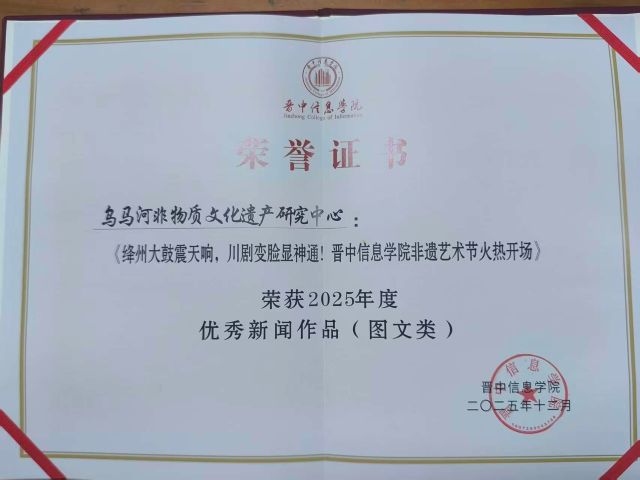 晋中信息学院
Jinzhong College of Information
荣誉证书
乌马河非物质文化遗产研究中心：
《绛州大鼓震天响，川剧变脸显神通！晋中信息学院非遗艺术节火热开场》
荣获2025年度
优秀新闻作品（图文类）
晋中信息学院
二〇二五年十二月